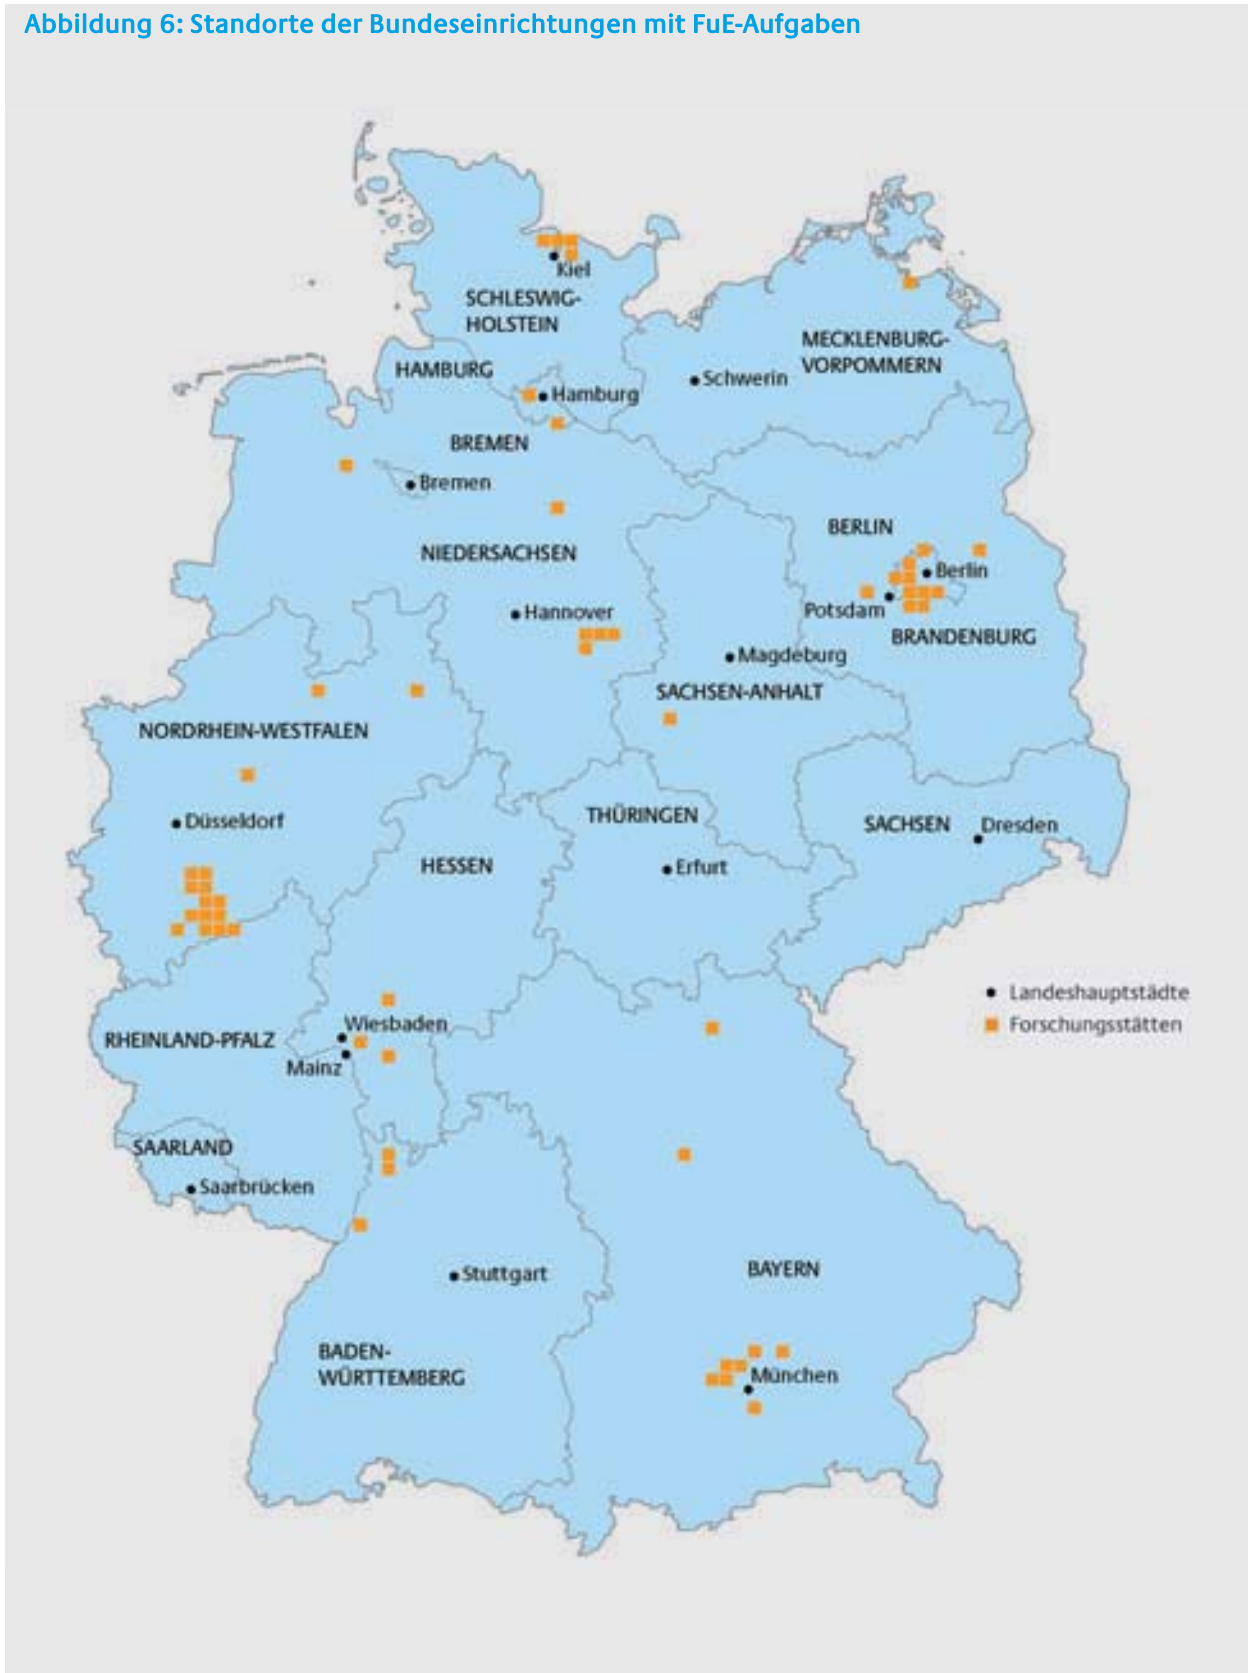 Abbildung 6: Standorte der Bundeseinrichtungen mit FuE-Aufgaben
Kiel
SCHLESWIG-
HOLSTEIN
MECKLENBURG-
VORPOMMERN
HAMBURG
Schwerin
Hamburg
BREMEN
Bremen
BERLIN
NIEDERSACHSEN
Berlin
Hannover
Potsdam
BRANDENBURG
Magdeburg
SACHSEN-ANHALT
NORDRHEIN-WESTFALEN
THÜRINGEN
Düsseldorf
SACHSEN
Dresden
HESSEN
Erfurt
Landeshauptstädte
Forschungsstätten
Wiesbaden
RHEINLAND-PFALZ
Mainz
SAARLAND
Saarbrücken
BAYERN
Stuttgart
BADEN-
WÜRTTEMBERG
München